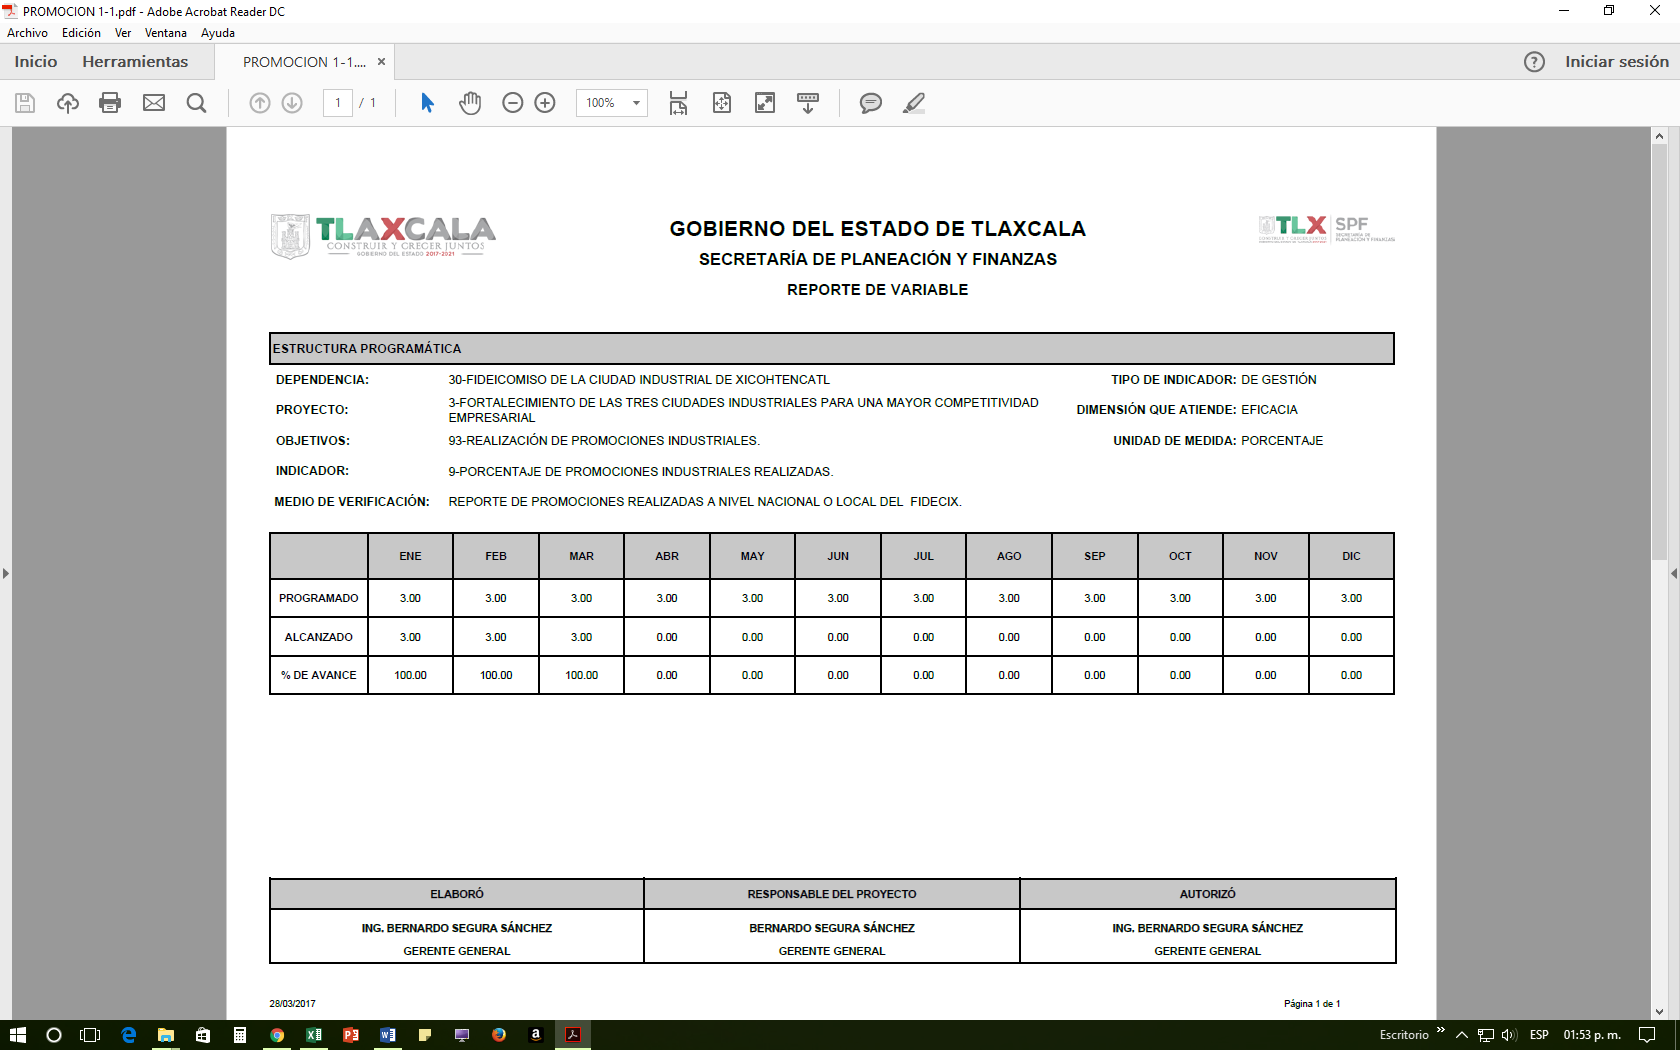 PROMOCION 1-1.pdf - Adobe Acrobat Reader DC
Archivo Edición Ver Ventana Ayuda
Inicio Herramientas PROMOCION 1-1.... × ? Iniciar sesión
1 / 1 100%
TLAXCALA
CONSTRUIR Y CRECER JUNTOS
GOBIERNO DEL ESTADO 2017-2021
GOBIERNO DEL ESTADO DE TLAXCALA
SECRETARÍA DE PLANEACIÓN Y FINANZAS
REPORTE DE VARIABLE
TLX SPF
SECRETARÍA DE
PLANEACIÓN Y FINANZAS
ESTRUCTURA PROGRAMÁTICA
DEPENDENCIA: 30-FIDEICOMISO DE LA CIUDAD INDUSTRIAL DE XICOHTENCATL TIPO DE INDICADOR: DE GESTIÓN
PROYECTO: 3-FORTALECIMIENTO DE LAS TRES CIUDADES INDUSTRIALES PARA UNA MAYOR COMPETITIVIDAD
EMPRESARIAL DIMENSIÓN QUE ATIENDE: EFICACIA
OBJETIVOS: 93-REALIZACIÓN DE PROMOCIONES INDUSTRIALES. UNIDAD DE MEDIDA: PORCENTAJE
INDICADOR: 9-PORCENTAJE DE PROMOCIONES INDUSTRIALES REALIZADAS.
MEDIO DE VERIFICACIÓN: REPORTE DE PROMOCIONES REALIZADAS A NIVEL NACIONAL O LOCAL DEL FIDECIX.
ENE FEB MAR ABR MAY JUN JUL AGO SEP OCT NOV DIC
PROGRAMADO 3.00 3.00 3.00 3.00 3.00 3.00 3.00 3.00 3.00 3.00 3.00 3.00
ALCANZADO 3.00 3.00 3.00 0.00 0.00 0.00 0.00 0.00 0.00 0.00 0.00 0.00
% DE AVANCE 100.00 100.00 100.00 0.00 0.00 0.00 0.00 0.00 0.00 0.00 0.00 0.00
ELABORÓ RESPONSABLE DEL PROYECTO AUTORIZÓ
ING. BERNARDO SEGURA SÁNCHEZ BERNARDO SEGURA SÁNCHEZ ING. BERNARDO SEGURA SÁNCHEZ
GERENTE GENERAL GERENTE GENERAL GERENTE GENERAL
28/03/2017 Página 1 de 1
Escritorio » ESP 01:53 p. m.